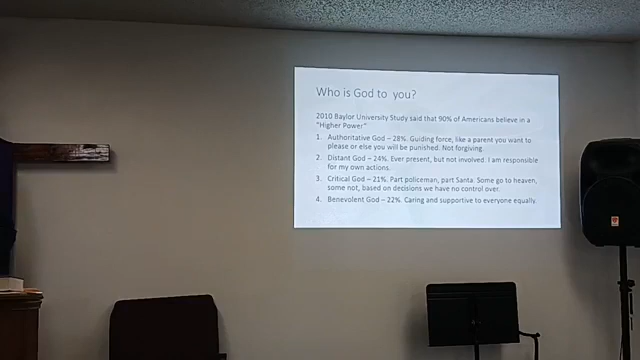 Who is God to you?
2010 Baylor University Study said that 90% of Americans believe in a
"Higher Power"
1. Authoritative God – 28%. Guiding force, like a parent you want to
please or else you will be punished. Not forgiving.
2. Distant God – 24%. Ever present, but not involved. I am responsible
for my own actions.
3. Critical God – 21%. Part policeman, part Santa. Some go to heaven,
some not, based on decisions we have no control over.
4. Benevolent God – 22%. Caring and supportive to everyone equally.